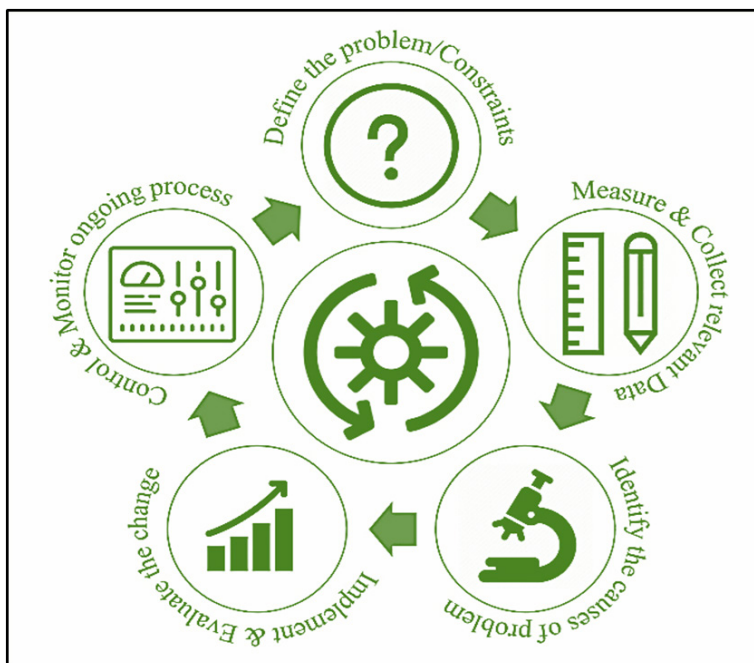 Define the problem/Constraints
Measure & Collect relevant Data
Identify the causes of problem
Implement & Evaluate the change
Control & Monitor ongoing process
?